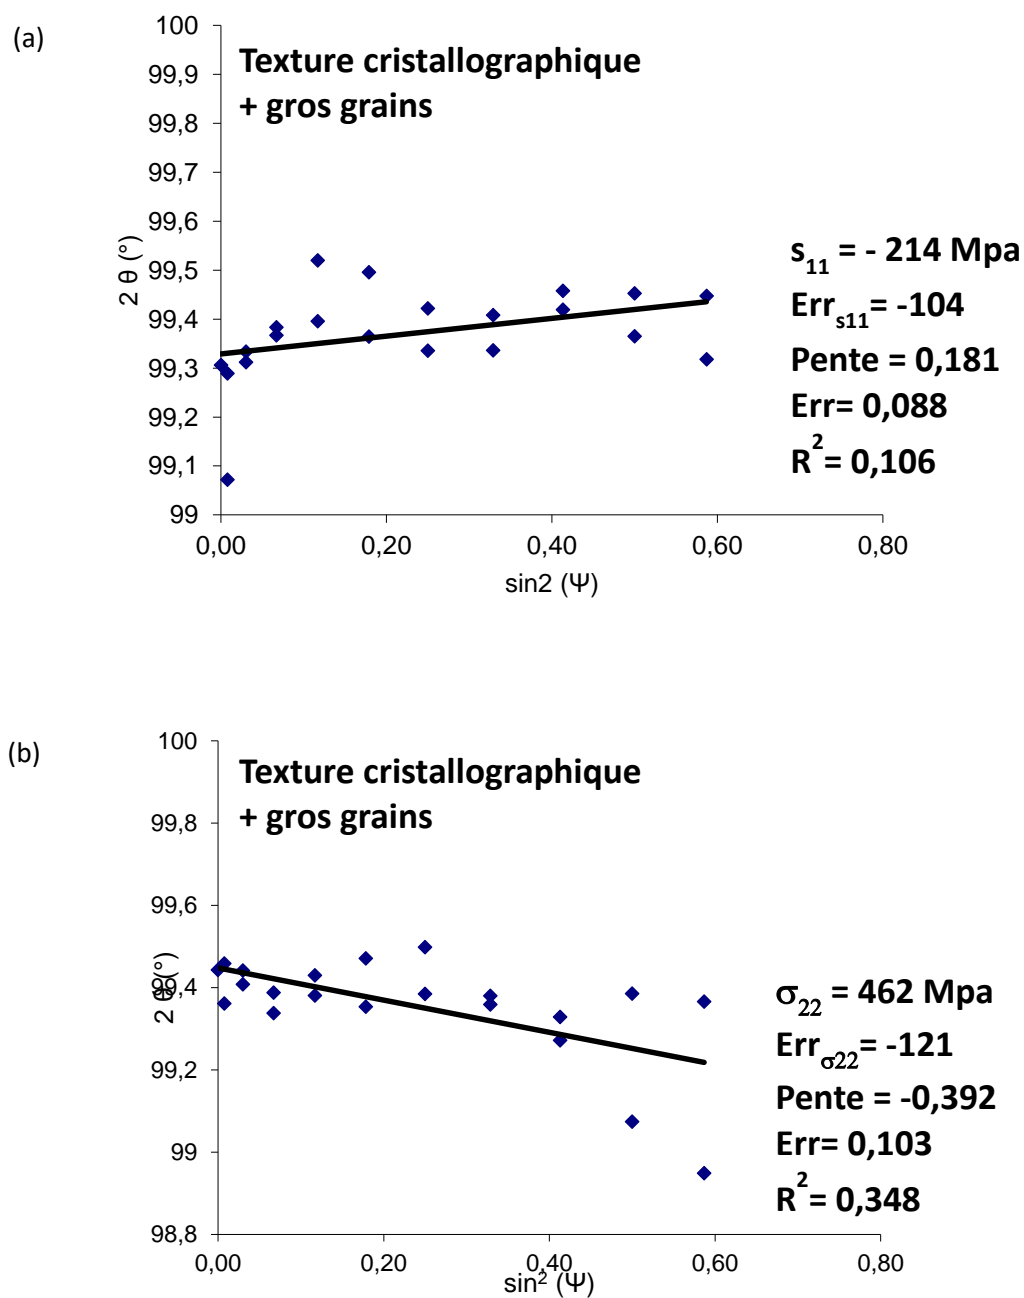 (a)
Texture cristallographique
+ gros grains
100
99,9
99,8
99,7
99,6
99,5
99,4
99,3
99,2
99,1
99
2 θ (°)
0,00 0,20 0,40 0,60 0,80
sin2 (Ψ)
s11 = - 214 Mpa
Errs11= -104
Pente = 0,181
Err= 0,088
R2= 0,106
(b)
Texture cristallographique
+ gros grains
100
99,8
99,6
99,4
99,2
99
98,8
2 θ (°)
0,00 0,20 0,40 0,60 0,80
sin² (Ψ)
σ22 = 462 Mpa
Errσ22= -121
Pente = -0,392
Err= 0,103
R2= 0,348